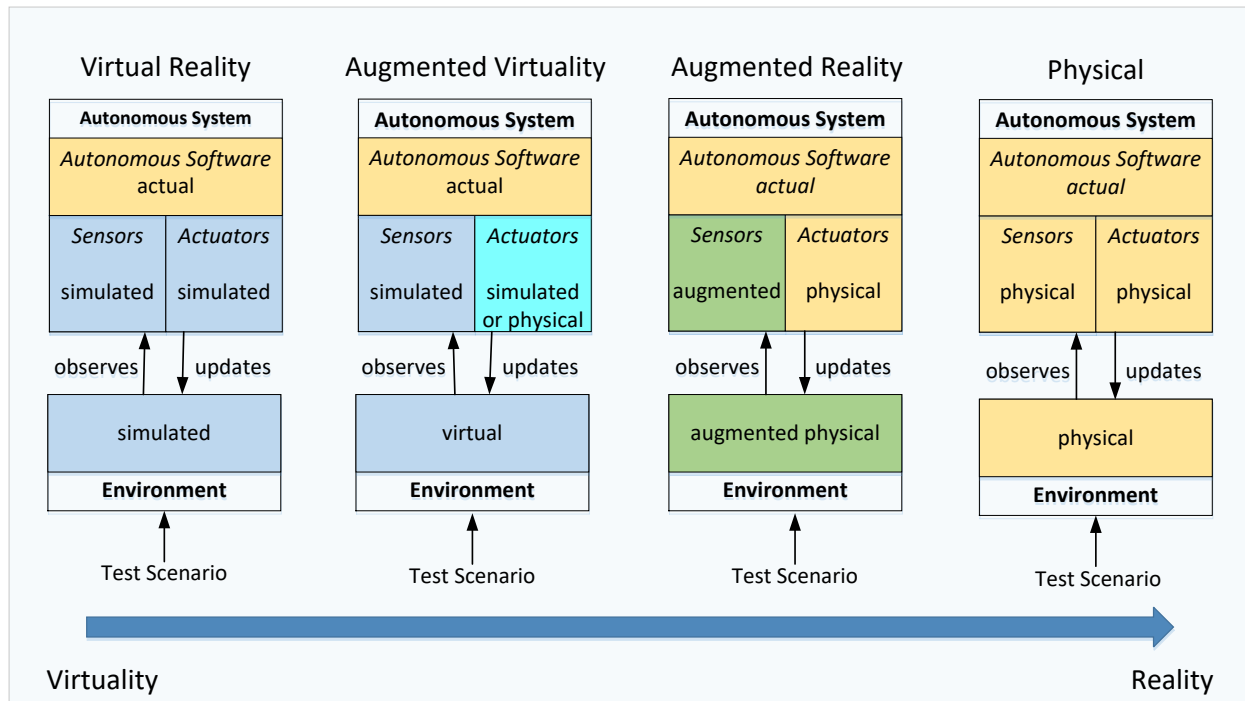 Virtual Reality
Autonomous System
Autonomous Software
actual
Sensors
simulated
Actuators
simulated
observes
updates
simulated
Environment
Test Scenario
Augmented Virtuality
Autonomous System
Autonomous Software
actual
Sensors
simulated
Actuators
simulated
or physical
observes
updates
virtual
Environment
Test Scenario
Augmented Reality
Autonomous System
Autonomous Software
actual
Sensors
augmented
Actuators
physical
observes
updates
augmented physical
Environment
Test Scenario
Physical
Autonomous System
Autonomous Software
actual
Sensors
physical
Actuators
physical
observes
updates
physical
Environment
Test Scenario
Virtuality
Reality